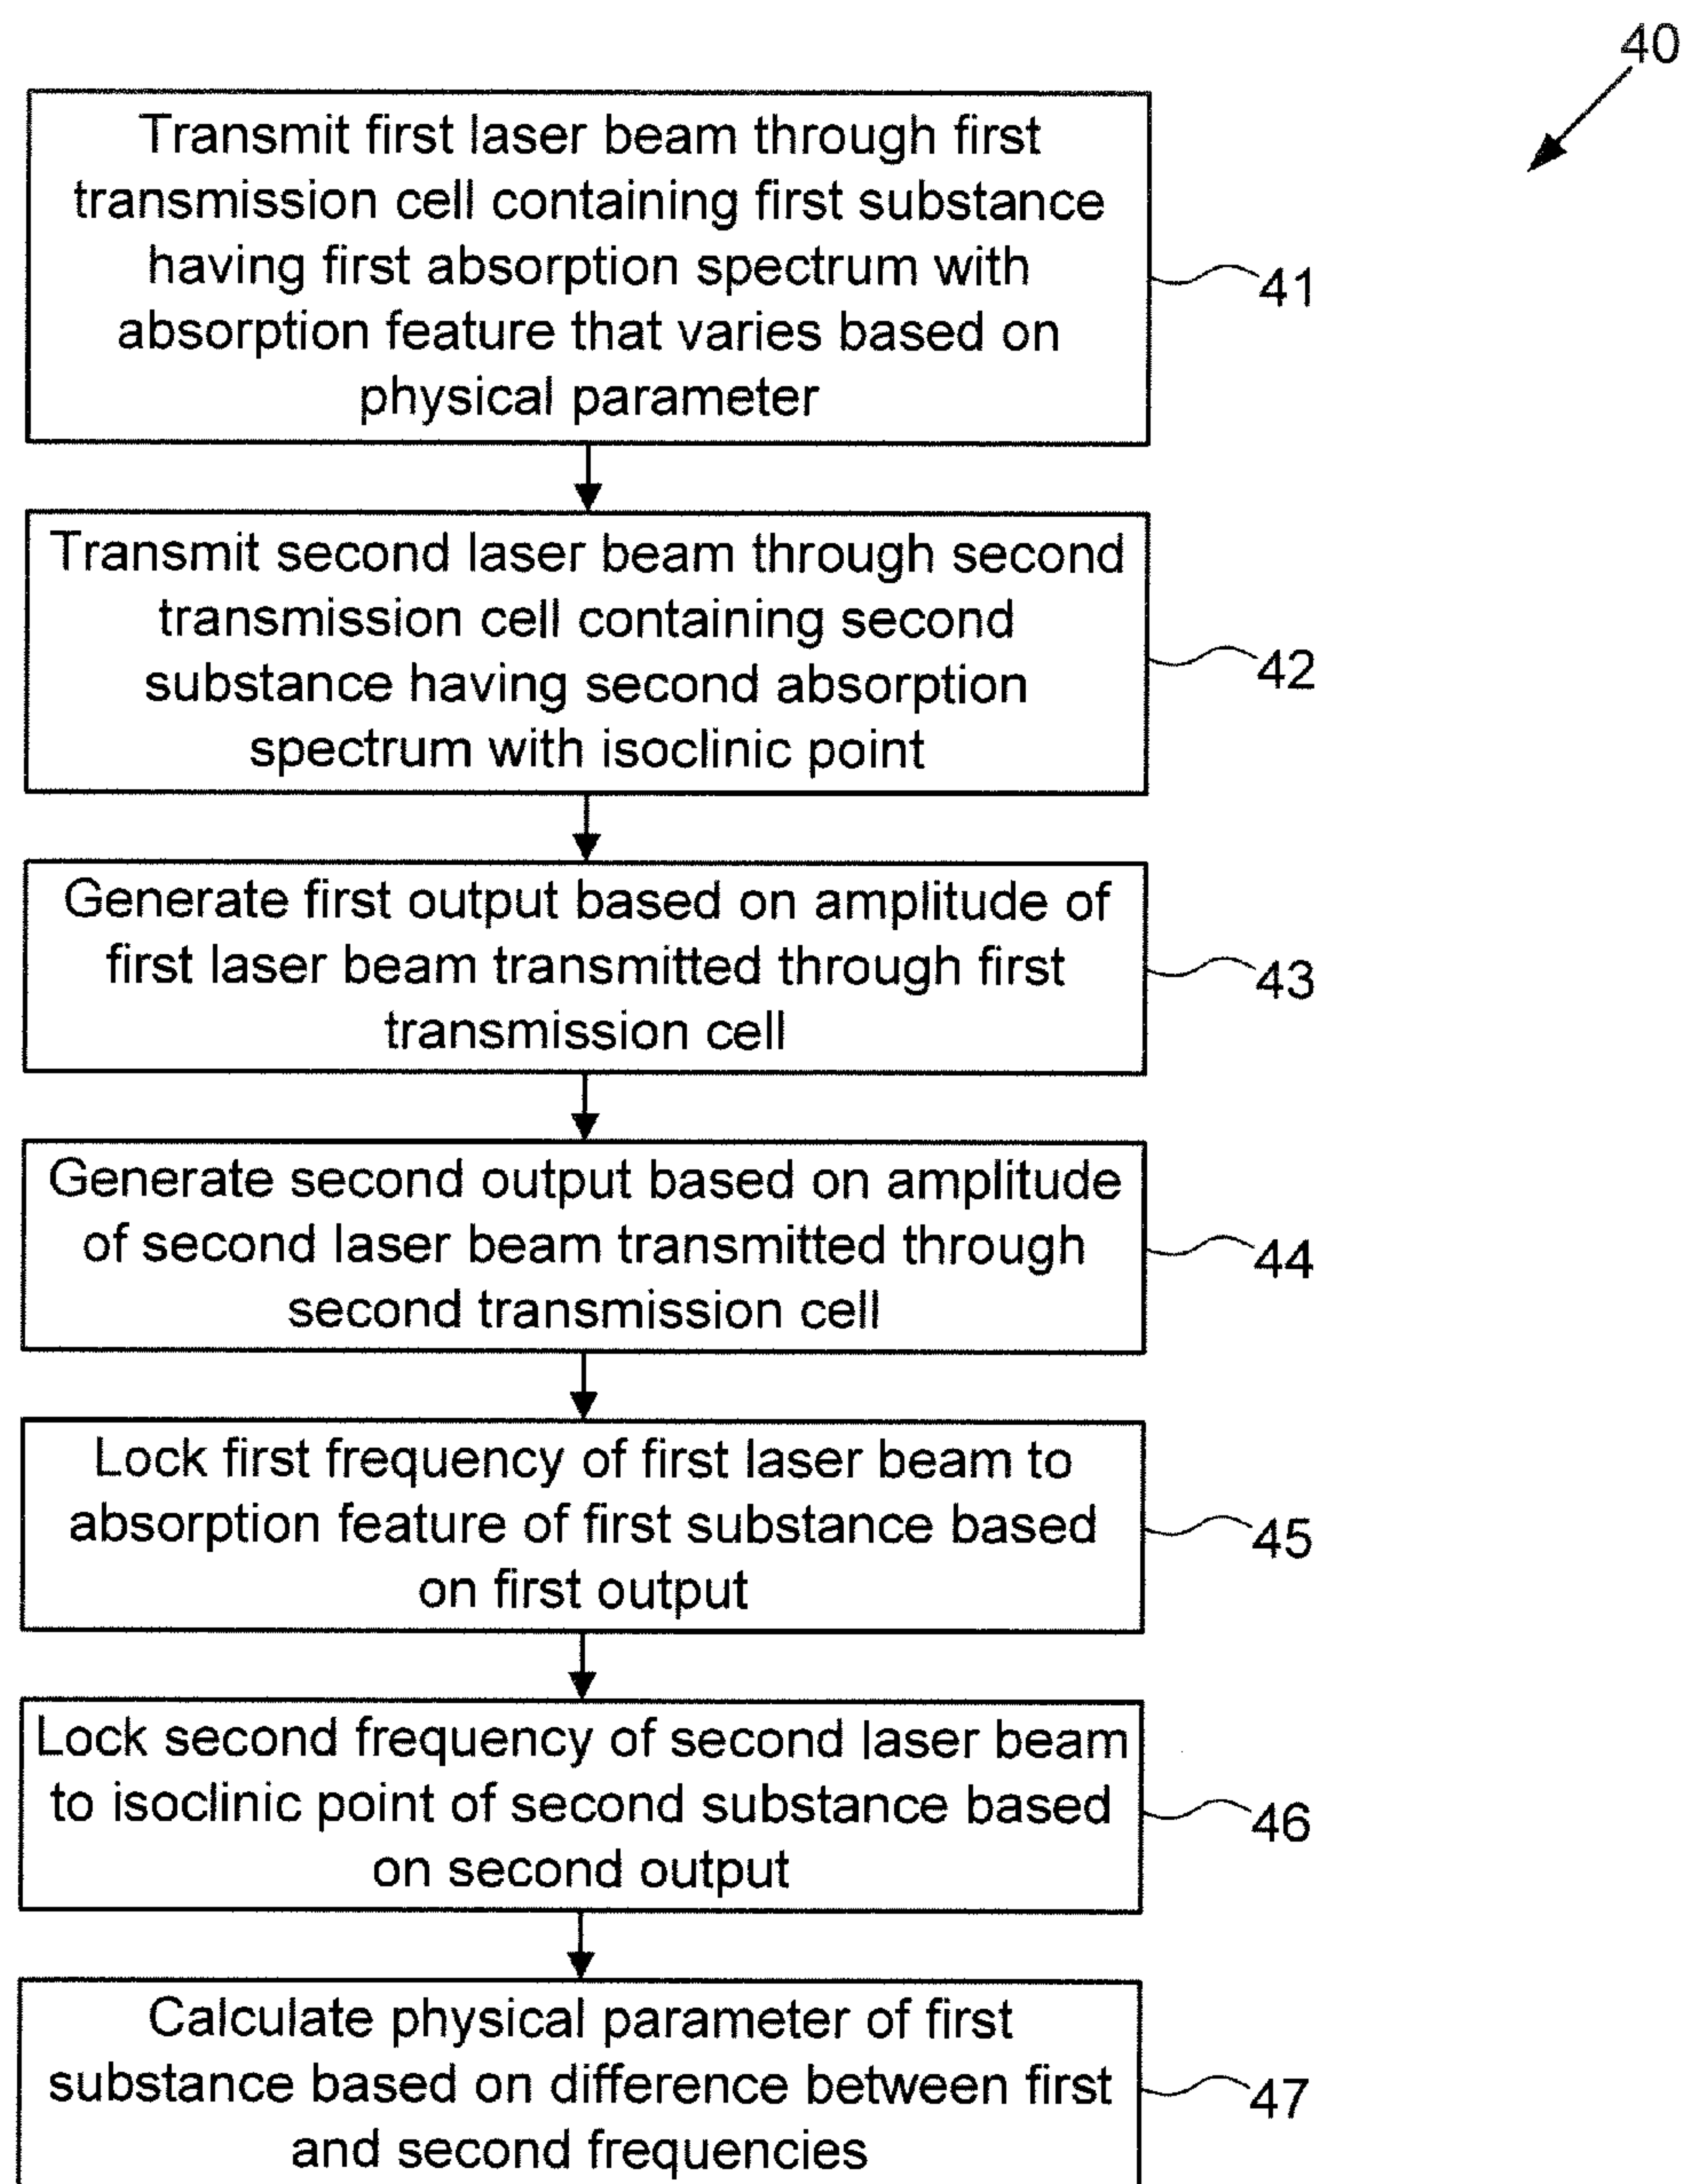 40
Transmit first laser beam through first
transmission cell containing first substance
having first absorption spectrum with
absorption feature that varies based on
physical parameter
41
Transmit second laser beam through second
transmission cell containing second
substance having second absorption
spectrum with isoclinic point
42
Generate first output based on amplitude of
first laser beam transmitted through first
transmission cell
43
Generate second output based on amplitude
of second laser beam transmitted through
second transmission cell
44
Lock first frequency of first laser beam to
absorption feature of first substance based
on first output
45
Lock second frequency of second laser beam
to isoclinic point of second substance based
on second output
46
Calculate physical parameter of first
substance based on difference between first
and second frequencies
47